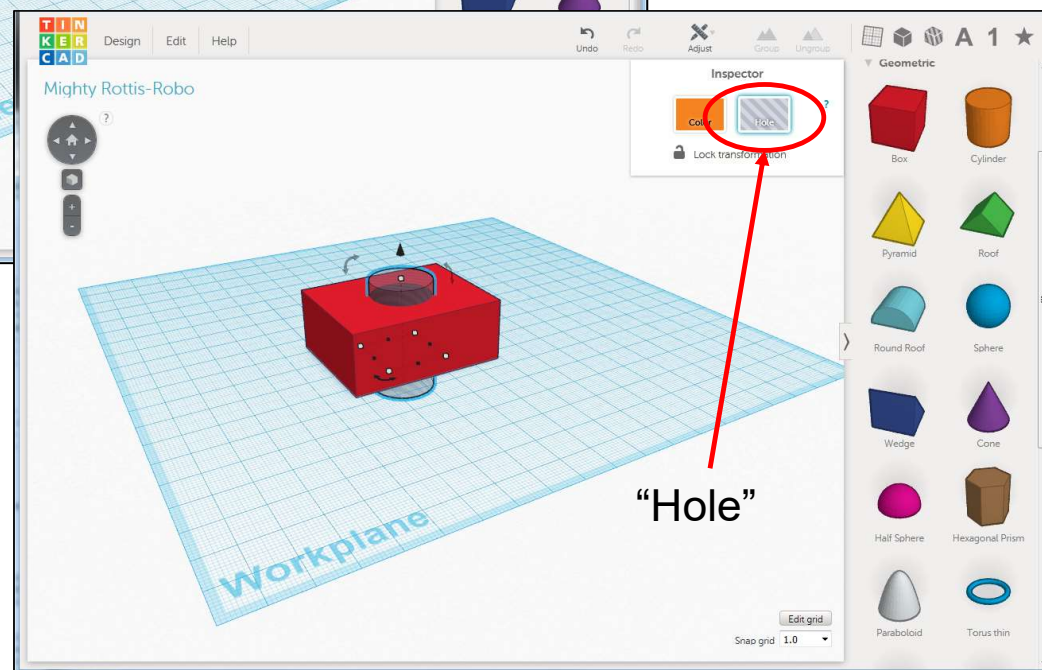 TIN
KER
CAD
Design Edit Help
Undo Redo Adjust Group Ungroup
A 1
Mighty Rottis-Robo
?
Inspector
Color Hole ?
Lock transformation
Geometric
Box Cylinder
Pyramid Roof
Round Roof Sphere
Wedge Cone
Half Sphere Hexagonal Prism
Paraboloid Torus thin
+
-
"Hole"
Workplane
Edit grid
Snap grid 1.0